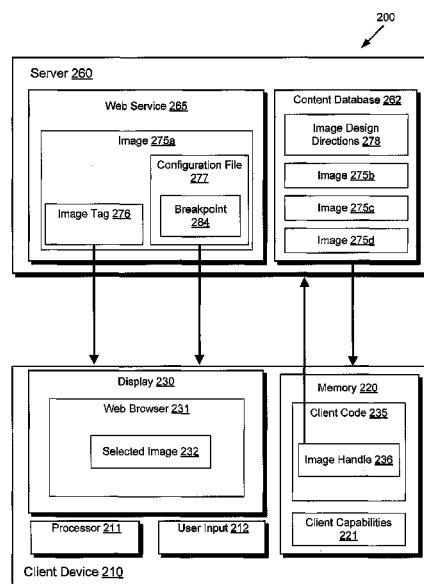 200
Server 260
Web Service 265
Image 275a
Configuration File
277
Image Tag 276
Breakpoint
284
Content Database 262
Image Design
Directions 278
Image 275b
Image 275c
Image 275d
Display 230
Web Browser 231
Selected Image 232
Memory 220
Client Code 235
Image Handle 236
Client Capabilities
221
Processor 211
User Input 212
Client Device 210